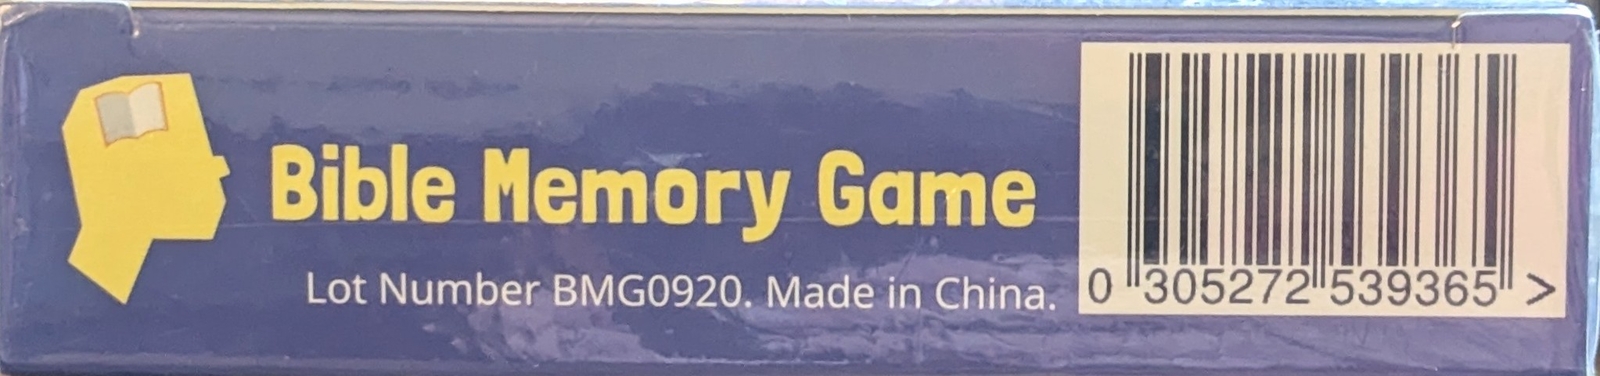 Bible Memory Game
Lot Number BMG0920. Made in China.
0 305272 539365 >